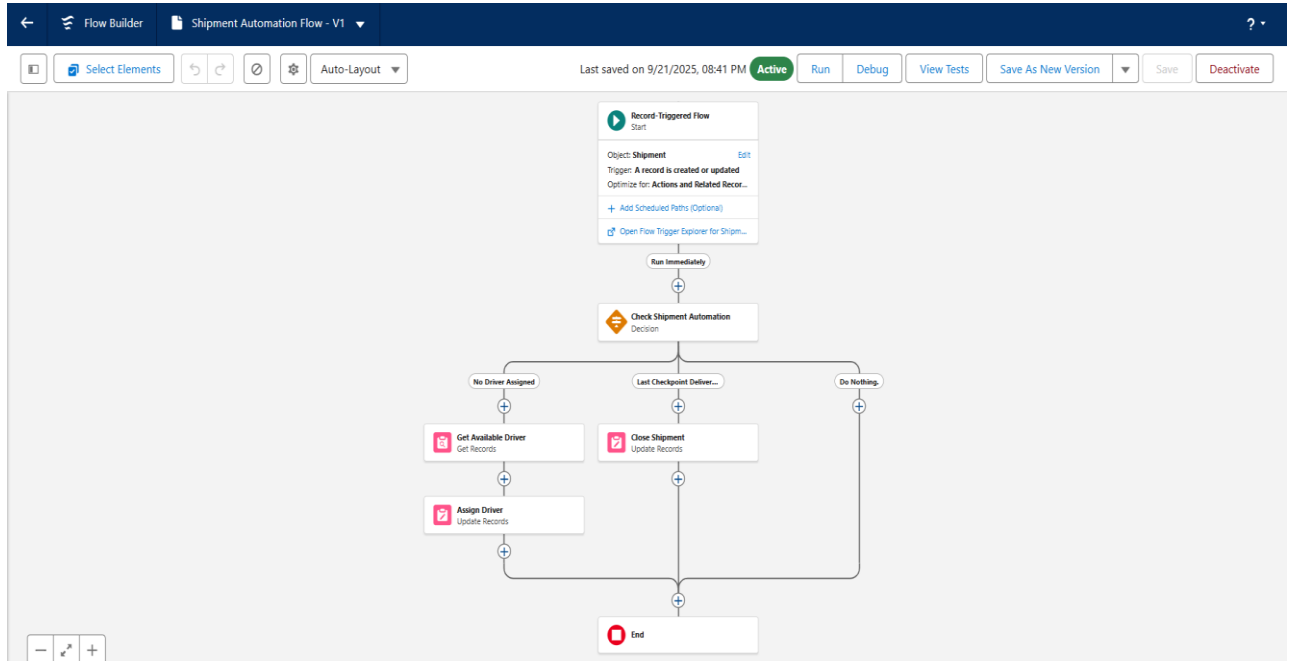 Flow Builder Shipment Automation Flow - V1 ?
Select Elements Auto-Layout Last saved on 9/21/2025, 08:41 PM Active Run Debug View Tests Save As New Version Save Deactivate
Record-Triggered Flow
Start
Object: Shipment Edit
Trigger: A record is created or updated
Optimize for: Actions and Related Recor...
+ Add Scheduled Paths (Optional)
Open Flow Trigger Explorer for Shipm...
Run Immediately
Check Shipment Automation
Decision
No Driver Assigned Last Checkpoint Deliver... Do Nothing.
Get Available Driver Close Shipment
Get Records Update Records
Assign Driver
Update Records
End